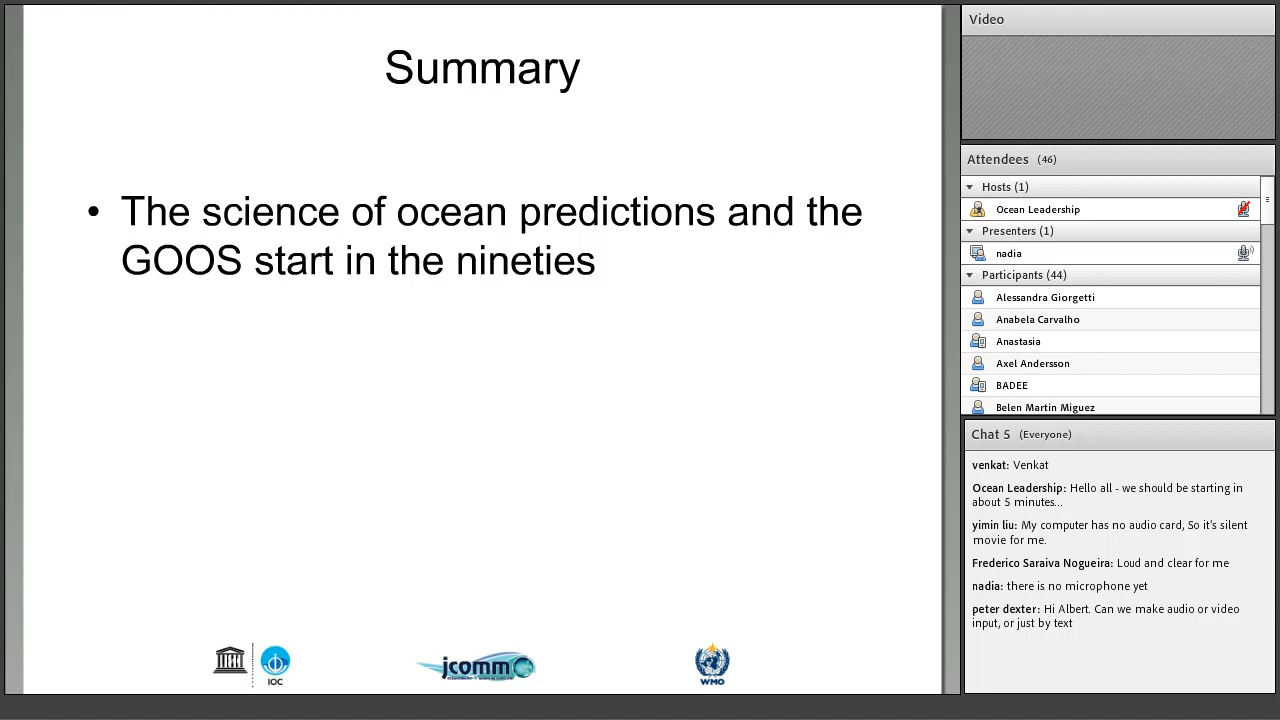 Summary
• The science of ocean predictions and the
GOOS start in the nineties
IOC
jcomm
WMO
Video
Attendees (46)
Hosts (1)
Ocean Leadership
Presenters (1)
nadia
Participants (44)
Alessandra Giorgetti
Anabela Carvalho
Anastasia
Axel Andersson
BADEE
Belen Martin Miguez
Chat 5 (Everyone)
venkat: Venkat
Ocean Leadership: Hello all - we should be starting in
about 5 minutes...
yimin liu: My computer has no audio card, So it's silent
movie for me.
Frederico Saraiva Nogueira: Loud and clear for me
nadia: there is no microphone yet
peter dexter: Hi Albert. Can we make audio or video
input, or just by text